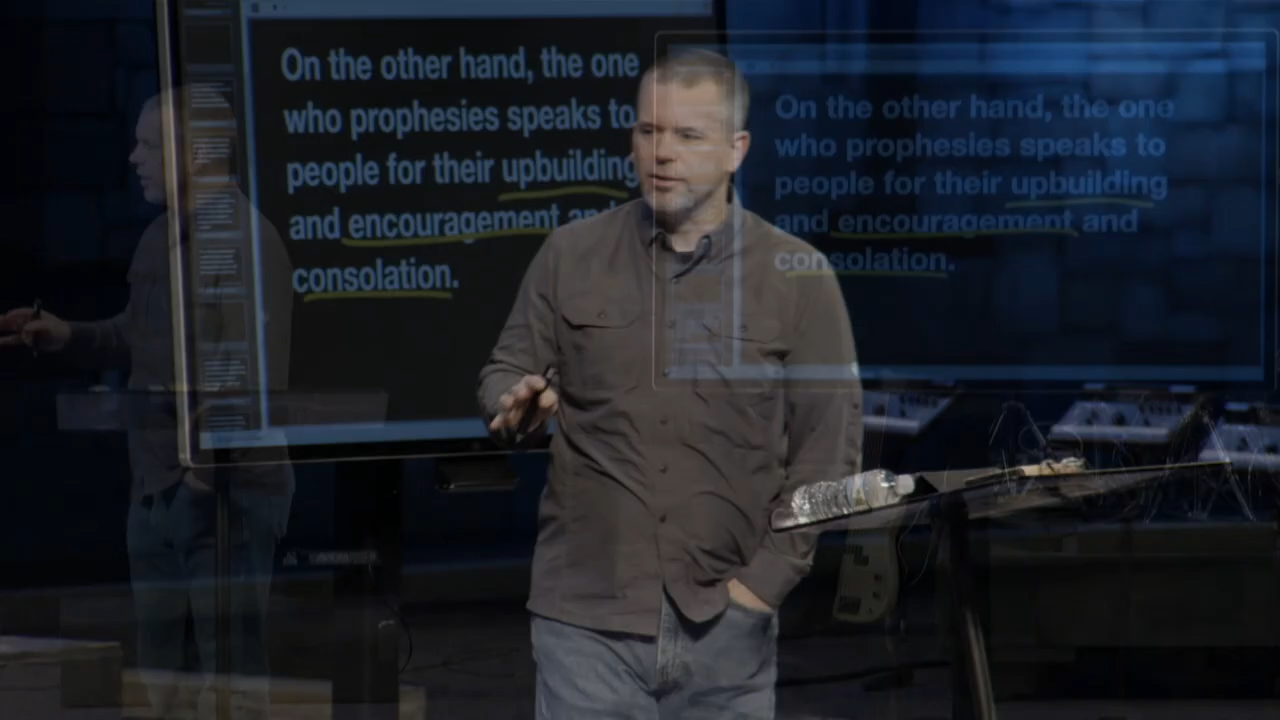 On the other hand, the one
who prophesies speaks to
people for their upbuilding
and encouragement and
consolation.
On the other hand, the one
who prophesies speaks to
people for their upbuilding
and encouragement and
consolation.